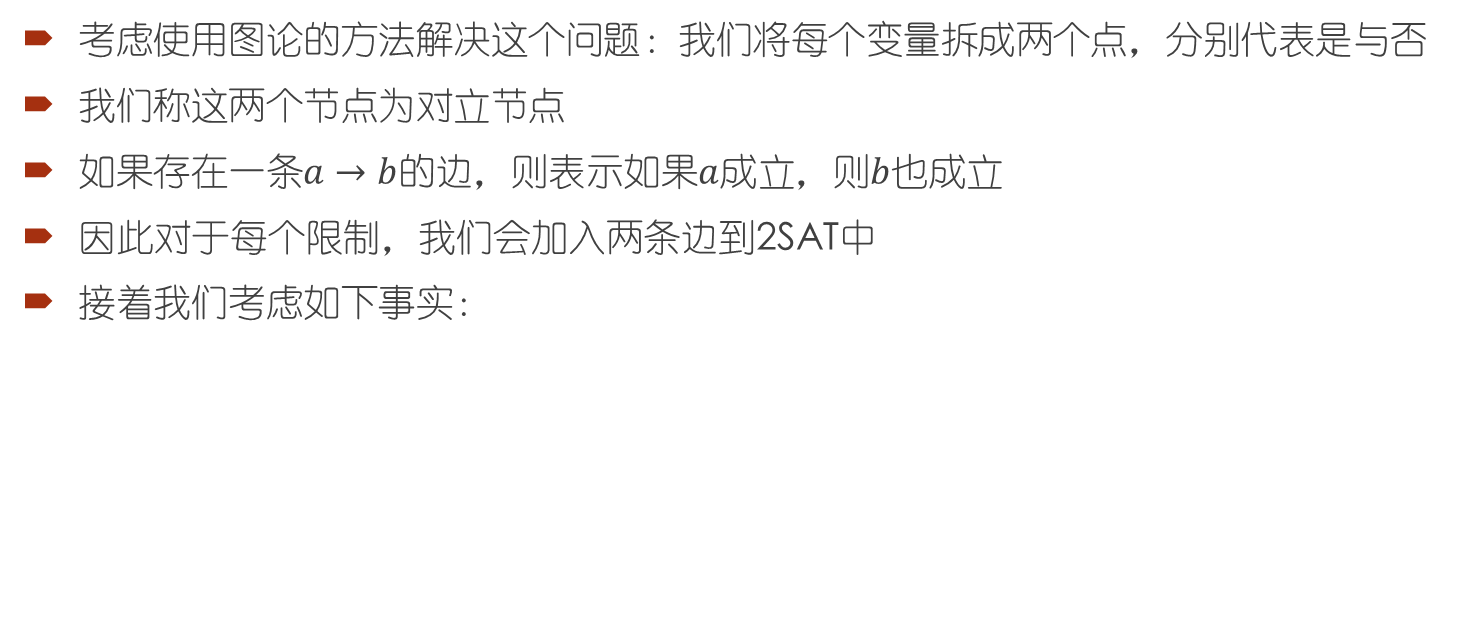 考虑使用图论的方法解决这个问题：我们将每个变量拆成两个点，分别代表是与否
我们称这两个节点为对立节点
如果存在一条a → b的边，则表示如果a成立，则b也成立
因此对于每个限制，我们会加入两条边到2SAT中
接着我们考虑如下事实：